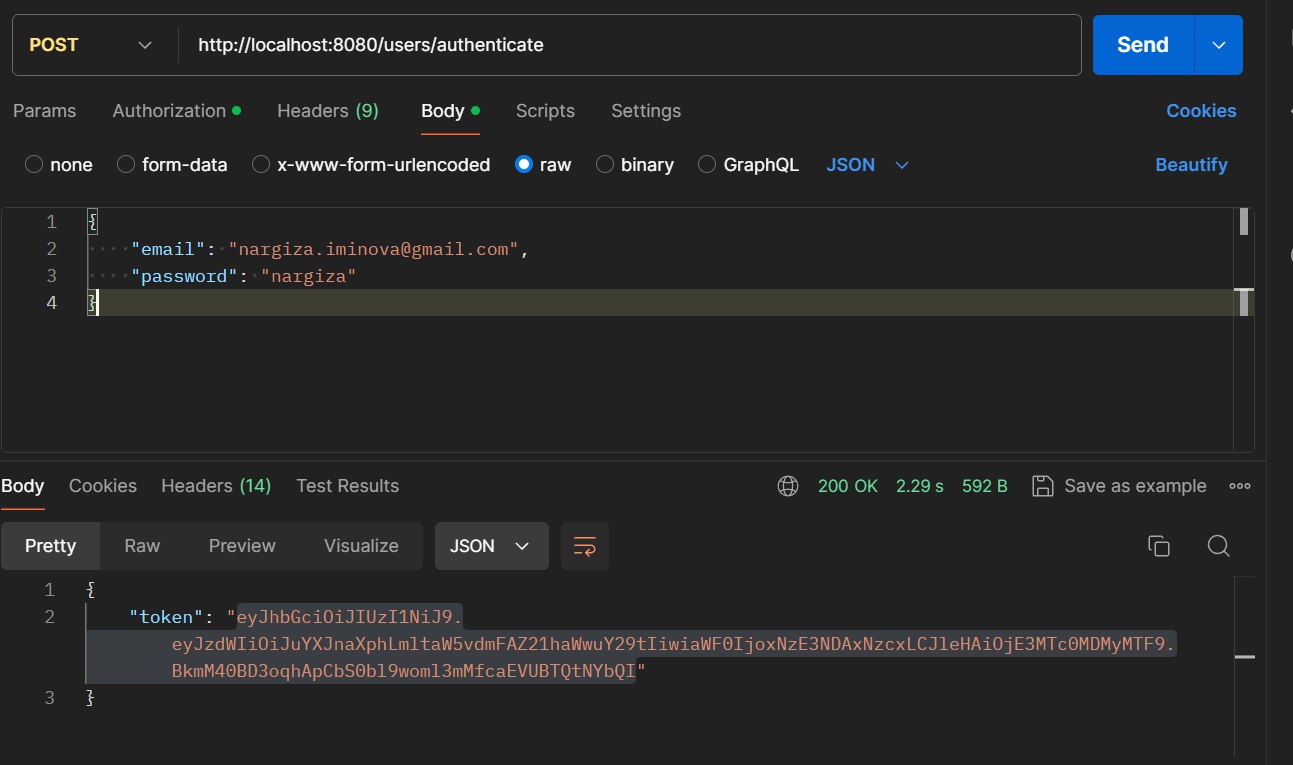 POST http://localhost:8080/users/authenticate Send
Params Authorization Headers (9) Body Scripts Settings Cookies
none form-data x-www-form-urlencoded raw binary GraphQL JSON Beautify
1 {
2 "email": "nargiza.iminova@gmail.com",
3 "password": "nargiza"
4 }
Body Cookies Headers (14) Test Results 200 OK 2.29 s 592 B Save as example
Pretty Raw Preview Visualize JSON
1 {
2 "token": "eyJhbGciOiJIUzI1NiJ9.
eyJzdWIiOiJuYXJnaXphLmltaW5vdmFAZ21haWwuY29tIiwiaWF0IjoxNzE3NDAxNzcxLCJleHAiOjE3MTc0MDMyMTF9.
BkmM40BD3oqhApCbS0bl9woml3mMfcaEVUBTQtNYbQI"
3 }